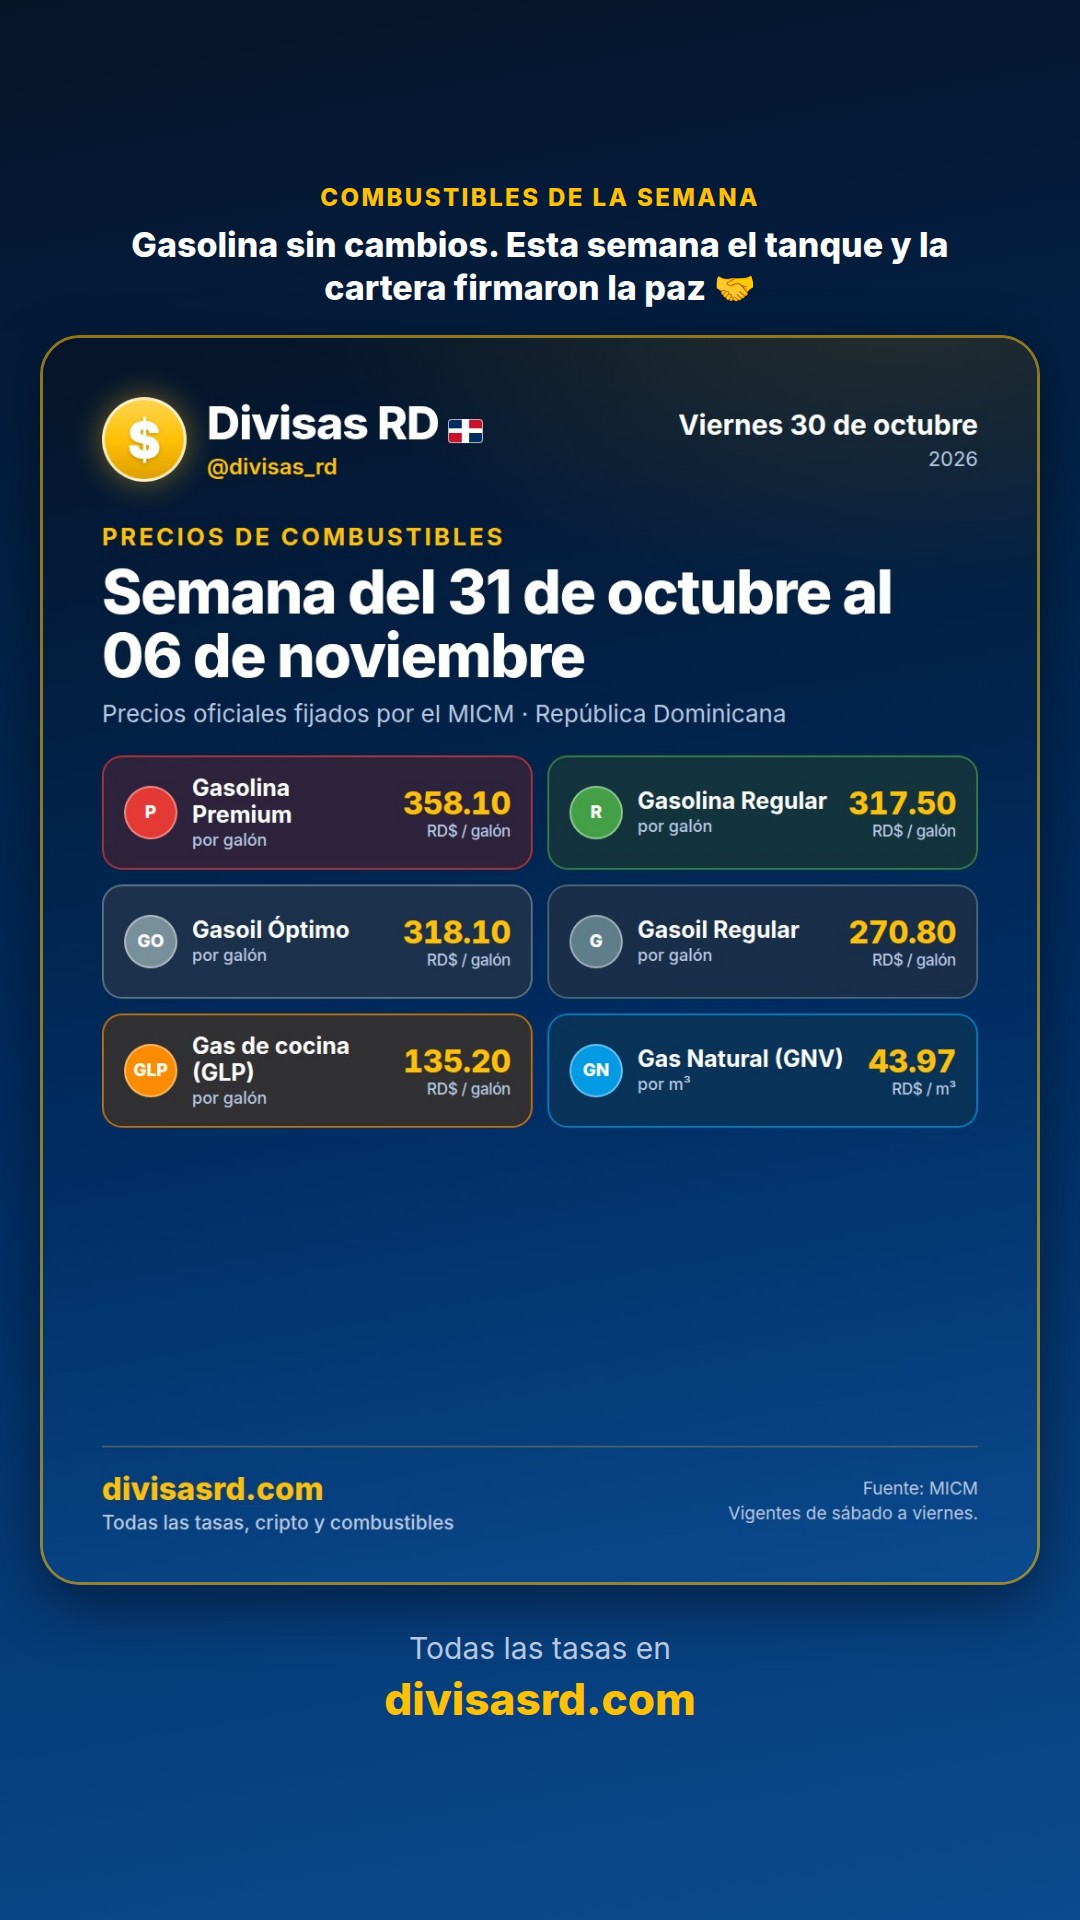 COMBUSTIBLES DE LA SEMANA
Gasolina sin cambios. Esta semana el tanque y la
cartera firmaron la paz 🤝
$
Divisas RD
@divisas_rd
Viernes 30 de octubre
2026
PRECIOS DE COMBUSTIBLES
Semana del 31 de octubre al
06 de noviembre
Precios oficiales fijados por el MICM · República Dominicana
P
Gasolina
Premium
por galón
358.10
RD$ / galón
R
Gasolina Regular
por galón
317.50
RD$ / galón
GO
Gasoil Óptimo
por galón
318.10
RD$ / galón
G
Gasoil Regular
por galón
270.80
RD$ / galón
GLP
Gas de cocina
(GLP)
por galón
135.20
RD$ / galón
GN
Gas Natural (GNV)
por m³
43.97
RD$ / m³
divisasrd.com
Todas las tasas, cripto y combustibles
Fuente: MICM
Vigentes de sábado a viernes.
Todas las tasas en
divisasrd.com